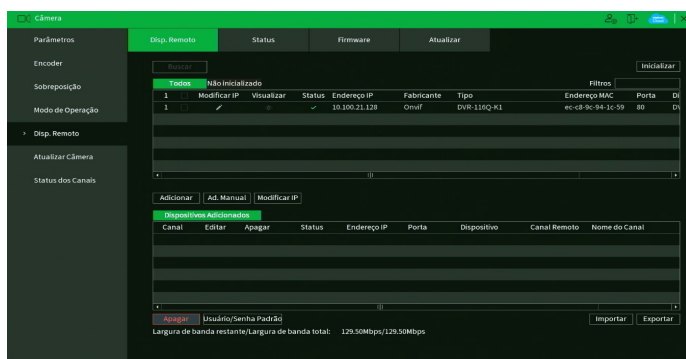 Câmera
Parâmetros
Encoder
Sobreposição
Modo de Operação
Disp. Remoto
Atualizar Câmera
Status dos Canais
Disp. Remoto Status Firmware Atualizar
Buscar Inicializar
Todos Não inicializado Filtros
1 Modificar IP Visualizar Status Endereço IP Fabricante Tipo Endereço MAC Porta Di
1 10.100.21.128 Onvif DVR-116Q-K1 ec-c8-9c-94-1c-59 80
Adicionar Ad. Manual Modificar IP
Dispositivos Adicionados
Canal Editar Apagar Status Endereço IP Porta Dispositivo Canal Remoto Nome do Canal
Apagar Usuário/Senha Padrão Importar Exportar
Largura de banda restante/Largura de banda total: 129.50Mbps/129.50Mbps